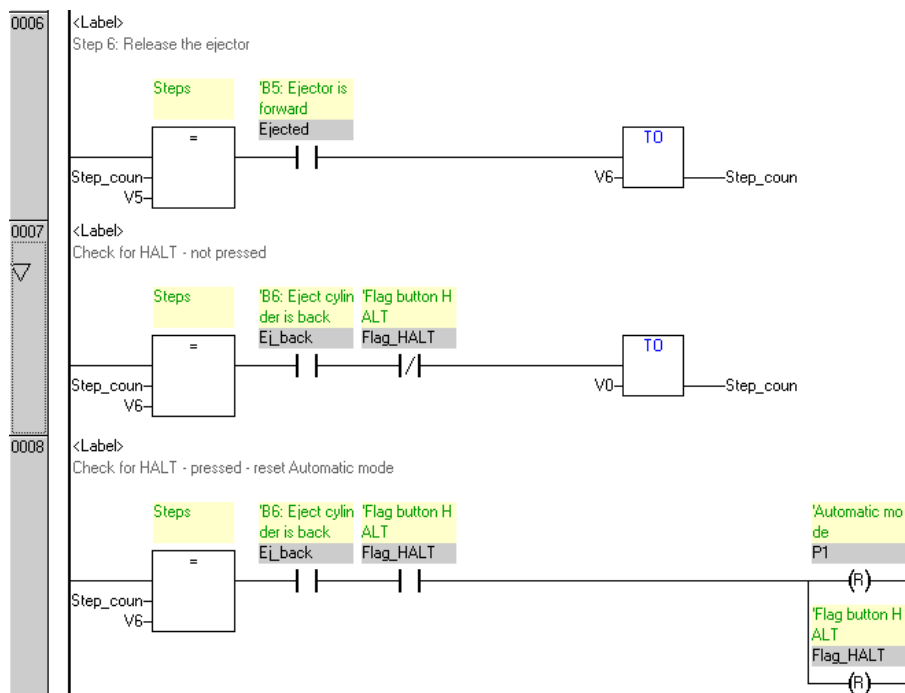 0006
<Label>
Step 6: Release the ejector
Steps
'B5: Ejector is
forward
Ejected
=
TO
Step_coun
V5
V6
Step_coun
0007
<Label>
Check for HALT - not pressed
Steps
'B6: Eject cylin
der is back
Ej_back
'Flag button H
ALT
Flag_HALT
=
TO
Step_coun
V6
V0
Step_coun
0008
<Label>
Check for HALT - pressed - reset Automatic mode
Steps
'B6: Eject cylin
der is back
Ej_back
'Flag button H
ALT
Flag_HALT
'Automatic mo
de
P1
=
(R)
Step_coun
V6
'Flag button H
ALT
Flag_HALT
(R)